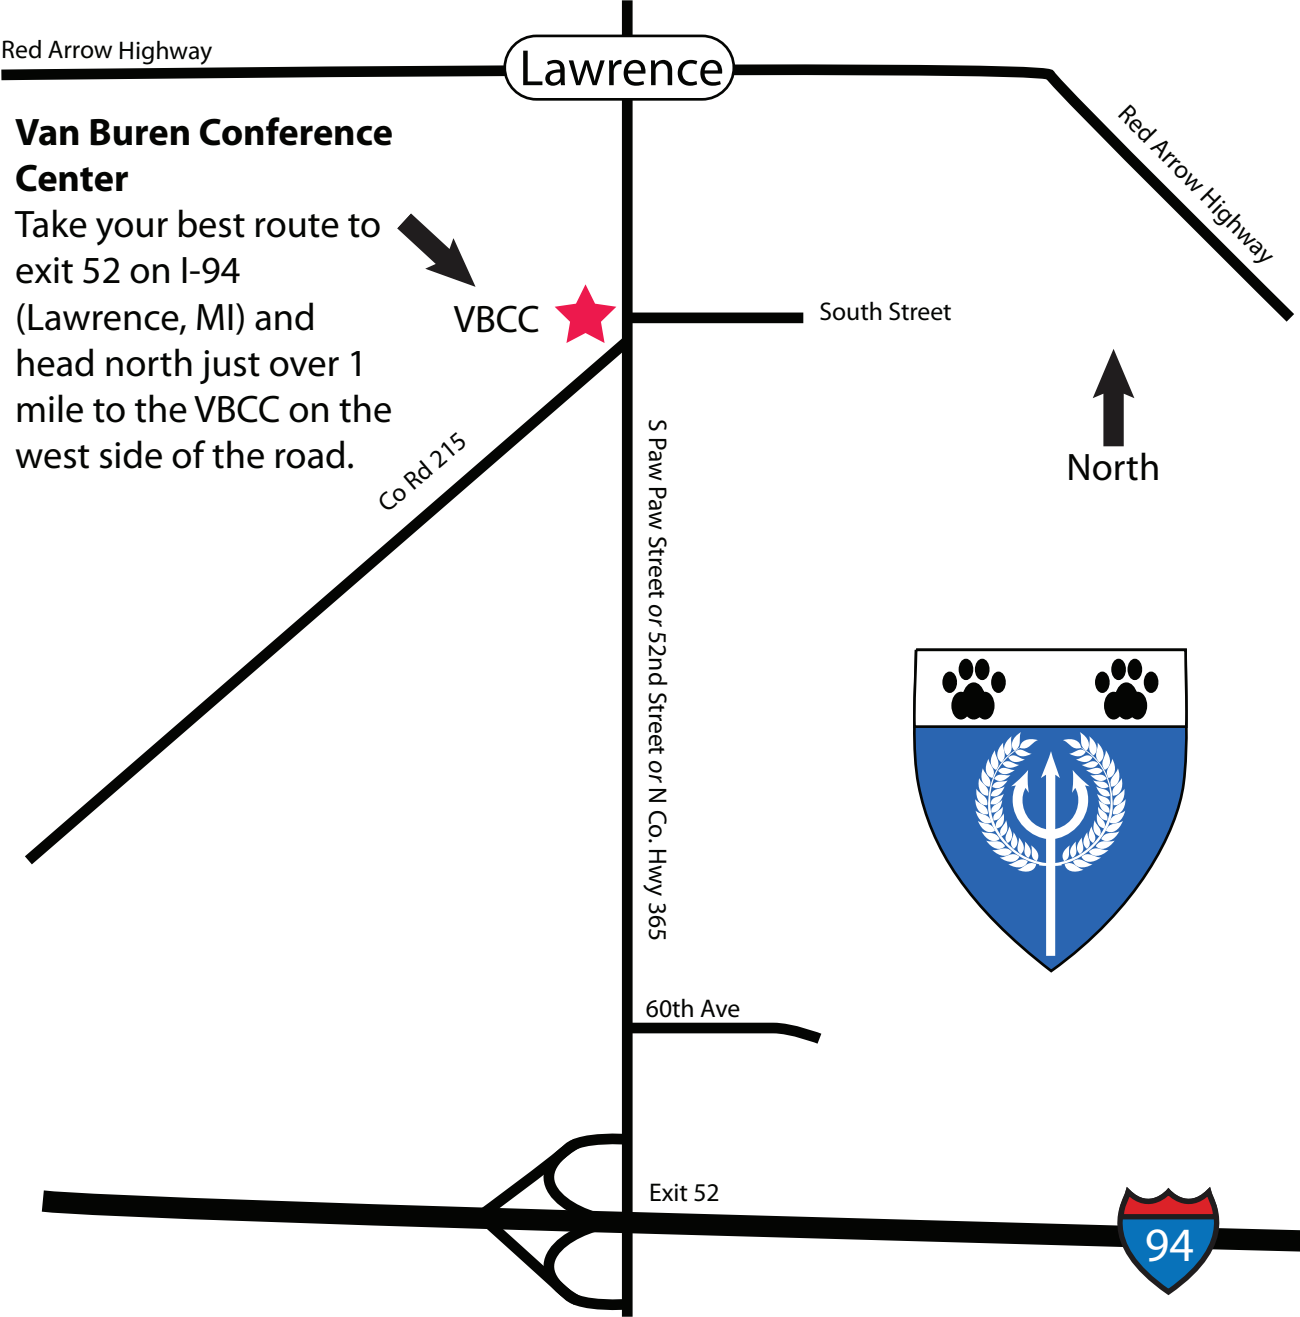 Red Arrow Highway
Lawrence
Red Arrow Highway
Van Buren Conference
Center
Take your best route to
exit 52 on I-94
(Lawrence, MI) and
head north just over 1
mile to the VBCC on the
west side of the road.
VBCC
South Street
North
Co Rd 215
S Paw Paw Street or 52nd Street or N Co. Hwy 365
60th Ave
Exit 52
94